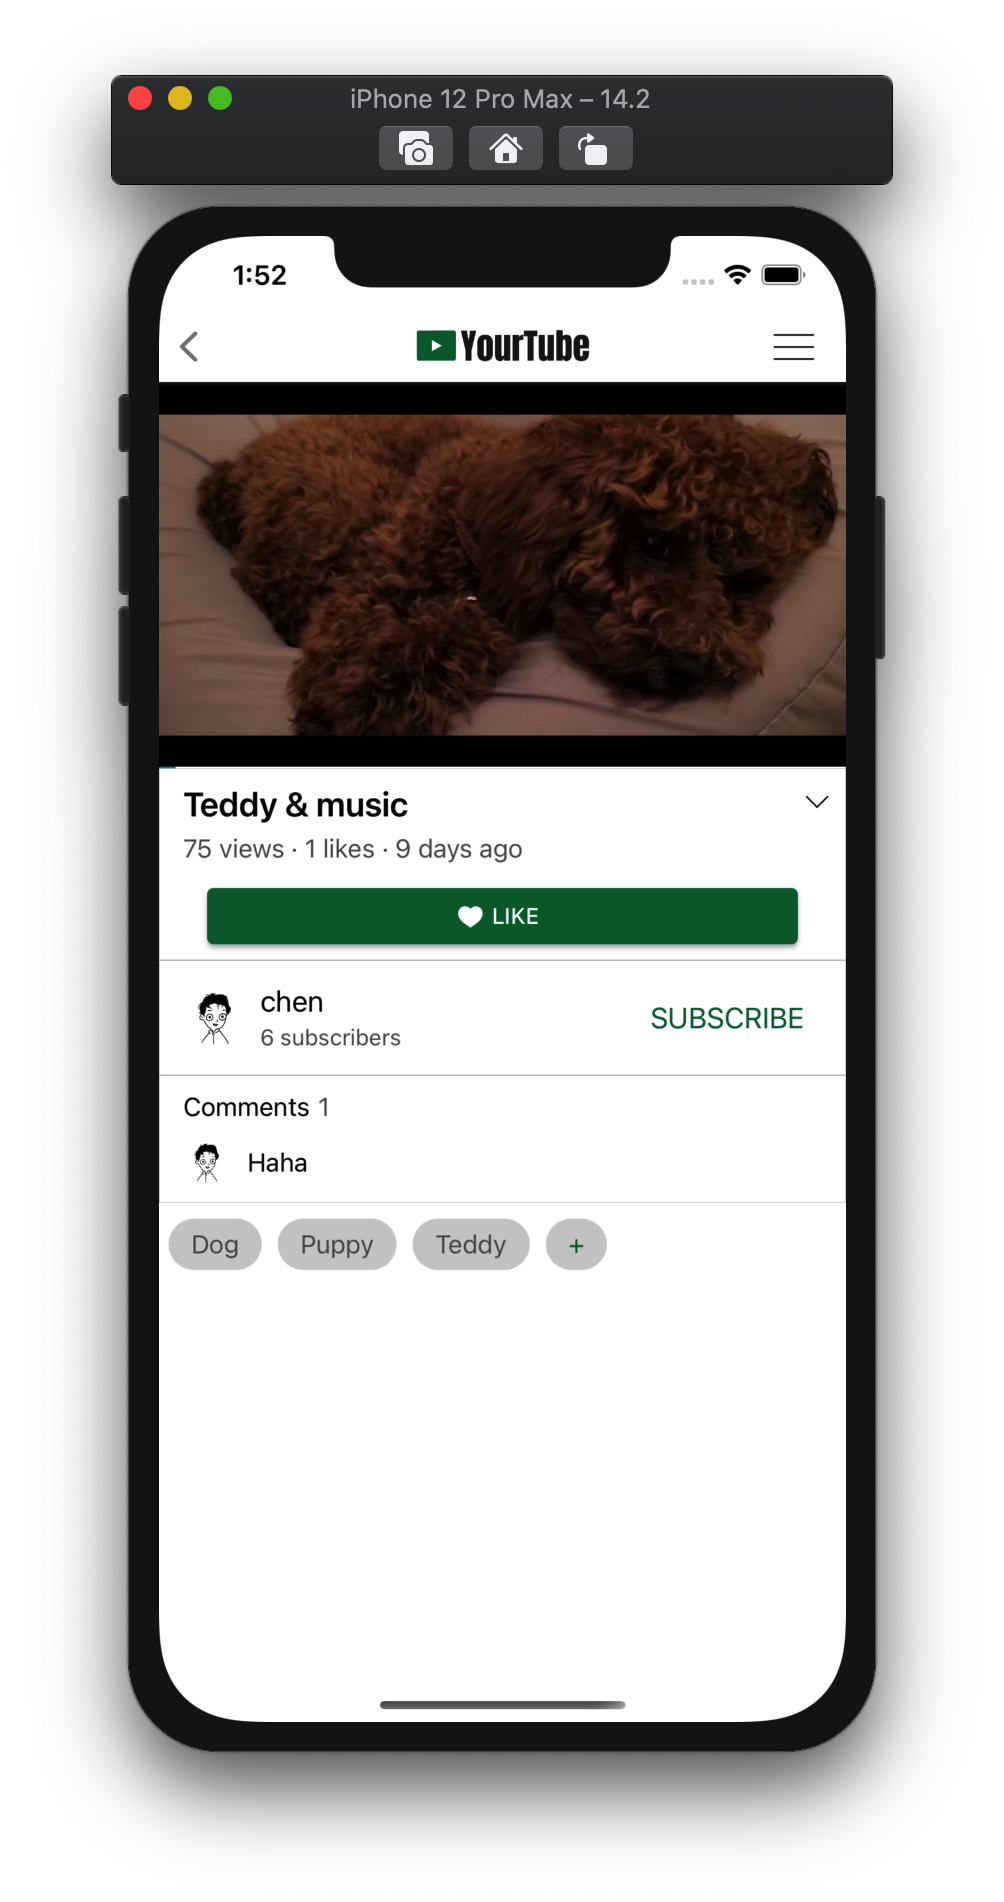 iPhone 12 Pro Max – 14.2
1:52
YourTube
Teddy & music
75 views · 1 likes · 9 days ago
LIKE
chen
6 subscribers
SUBSCRIBE
Comments 1
Haha
Dog Puppy Teddy +